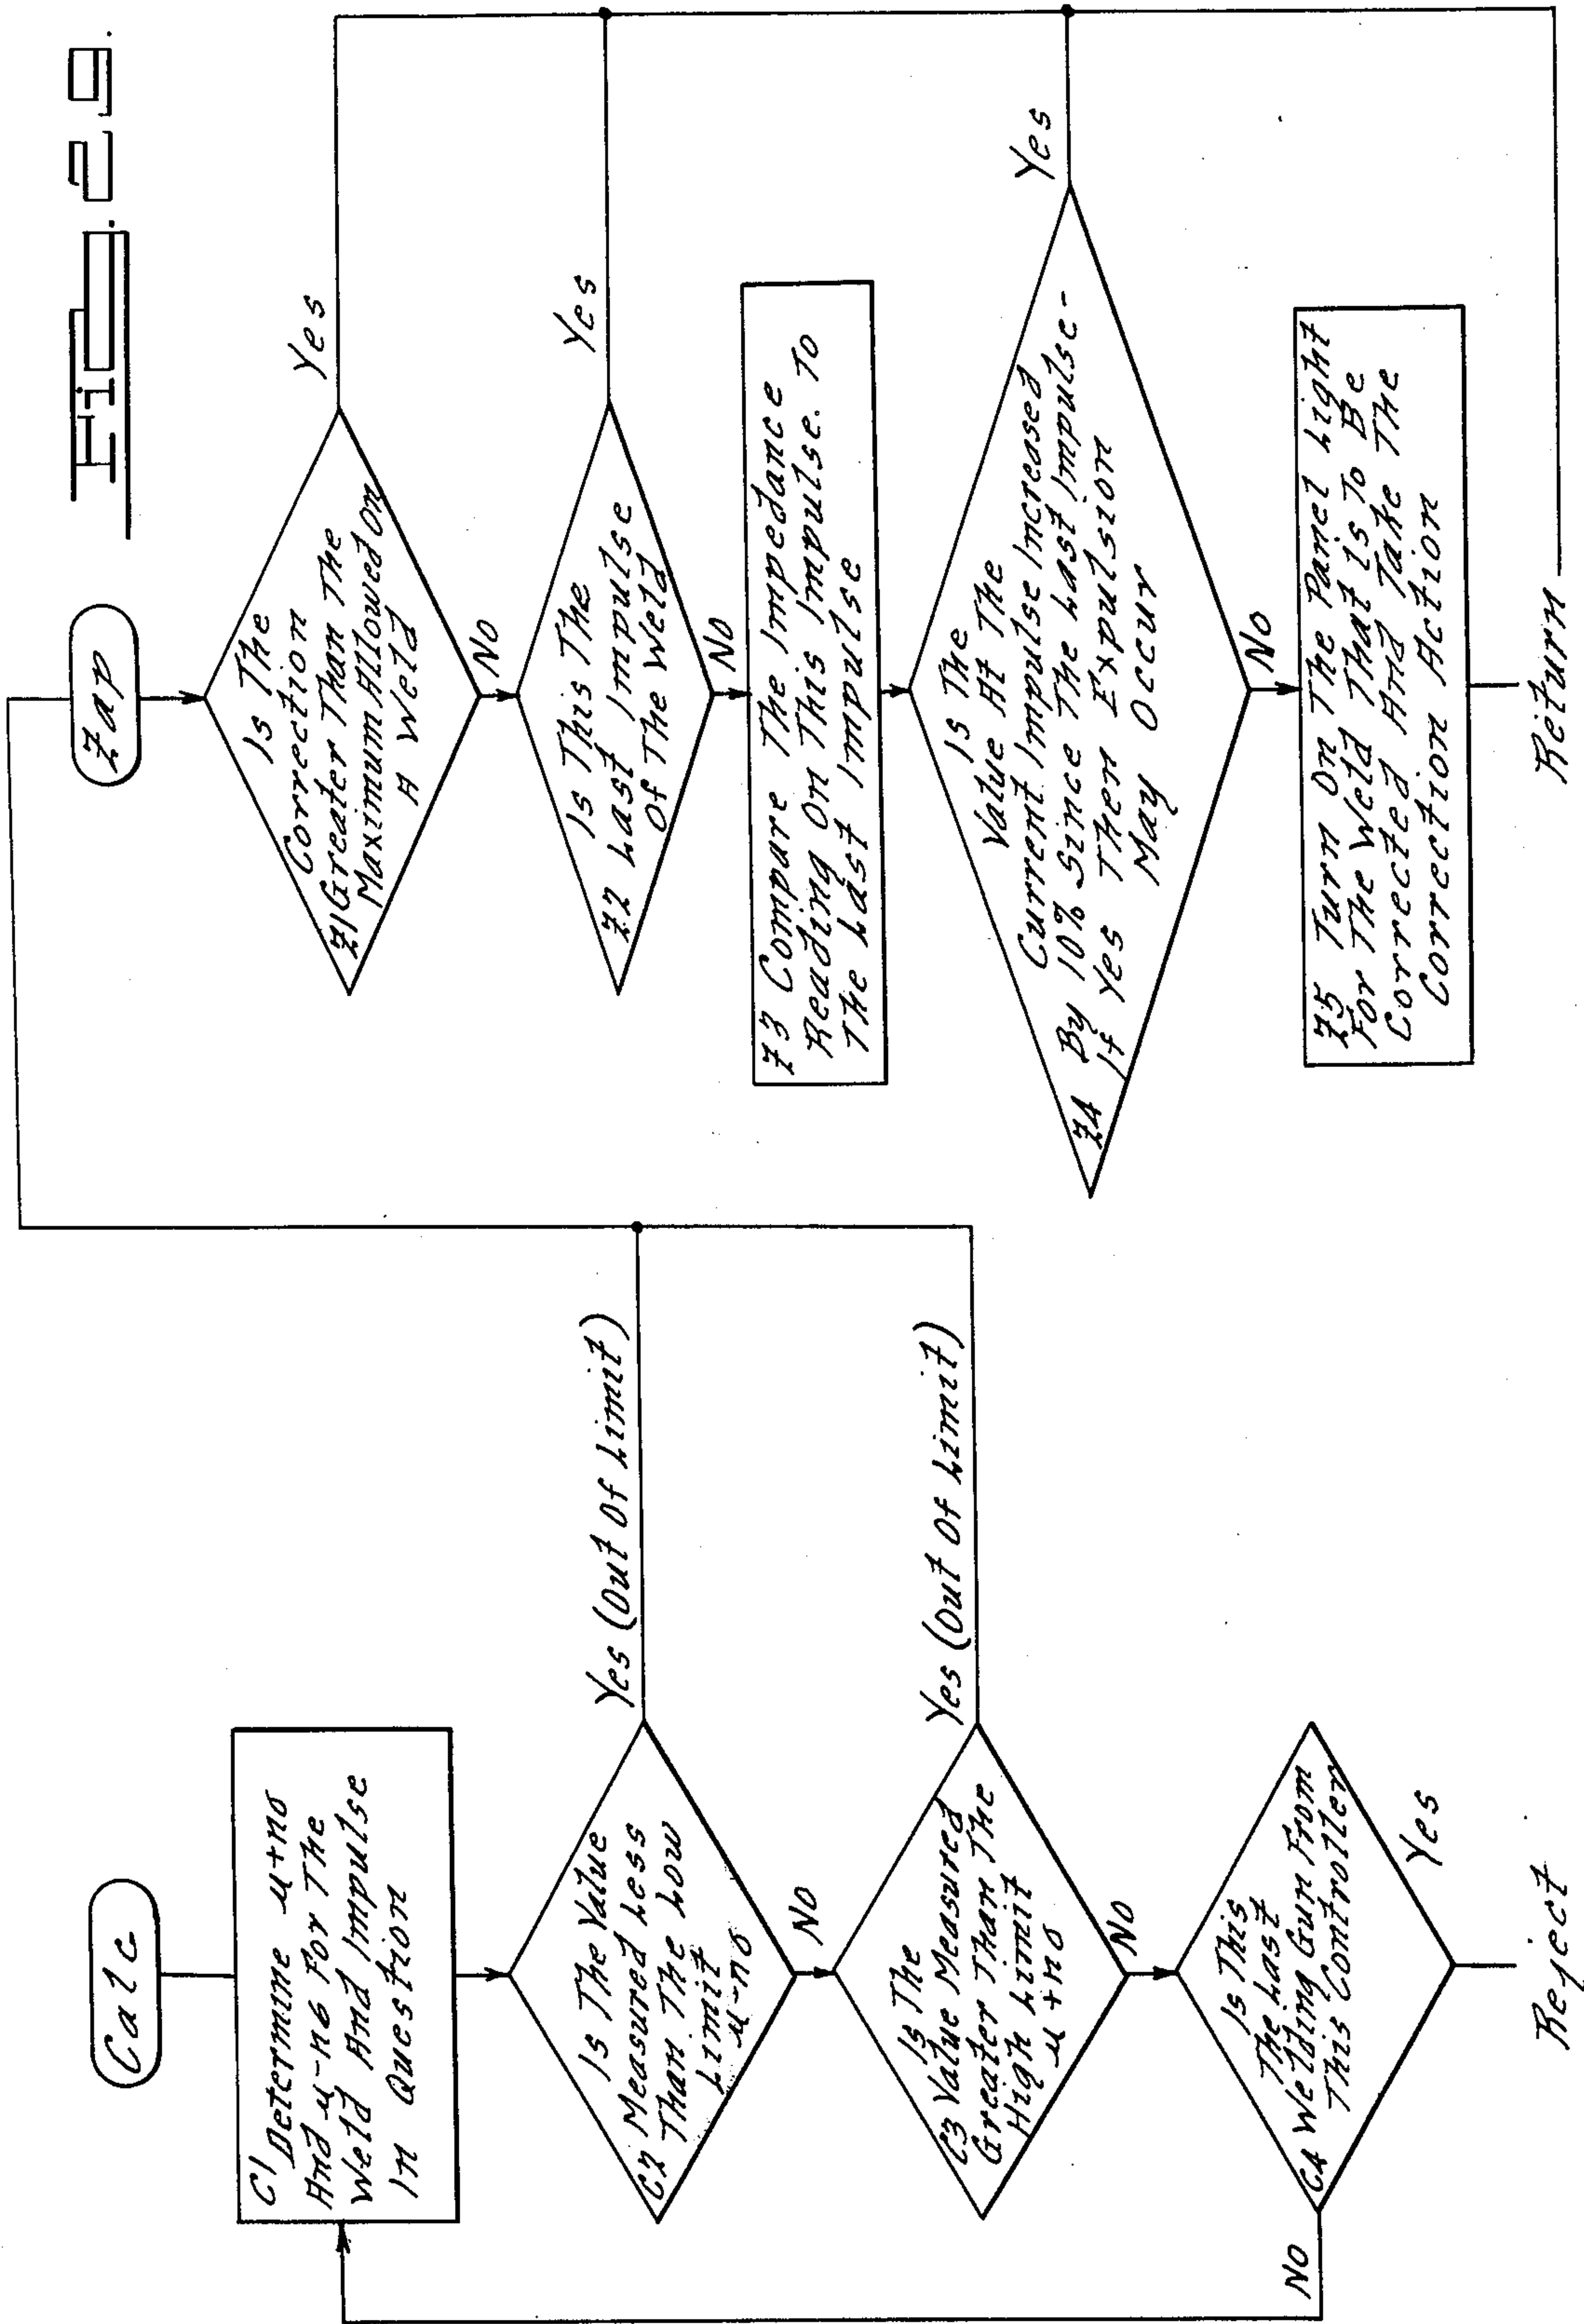 Fig. 2g.
Calc
C1 Determine μ+nσ
And μ-nσ For The
Weld And Impulse
In Question
Is The Value
C2 Measured Less
Than The Low
Limit
μ-nσ
Yes (Out Of Limit)
No
Is The
C3 Value Measured
Greater Than The
High Limit
μ+nσ
Yes (Out Of Limit)
No
Is This
The Last
C4 Welding Gun From
This Controller
No
Yes
Reject
Zap
Is The
Correction
Z1 Greater Than The
Maximum Allowed On
A Weld
Yes
No
Is This The
Z2 Last Impulse
Of The Weld
Yes
No
Z3 Compare The Impedance
Reading On This Impulse. To
The Last Impulse
Is The
Value At The
Current Impulse Increased
Z4 By 10% Since The Last Impulse-
If Yes Then Expulsion
May Occur
Yes
No
Z5 Turn On The Panel Light
For The Weld That Is To Be
Corrected And Take The
Correction Action
Return